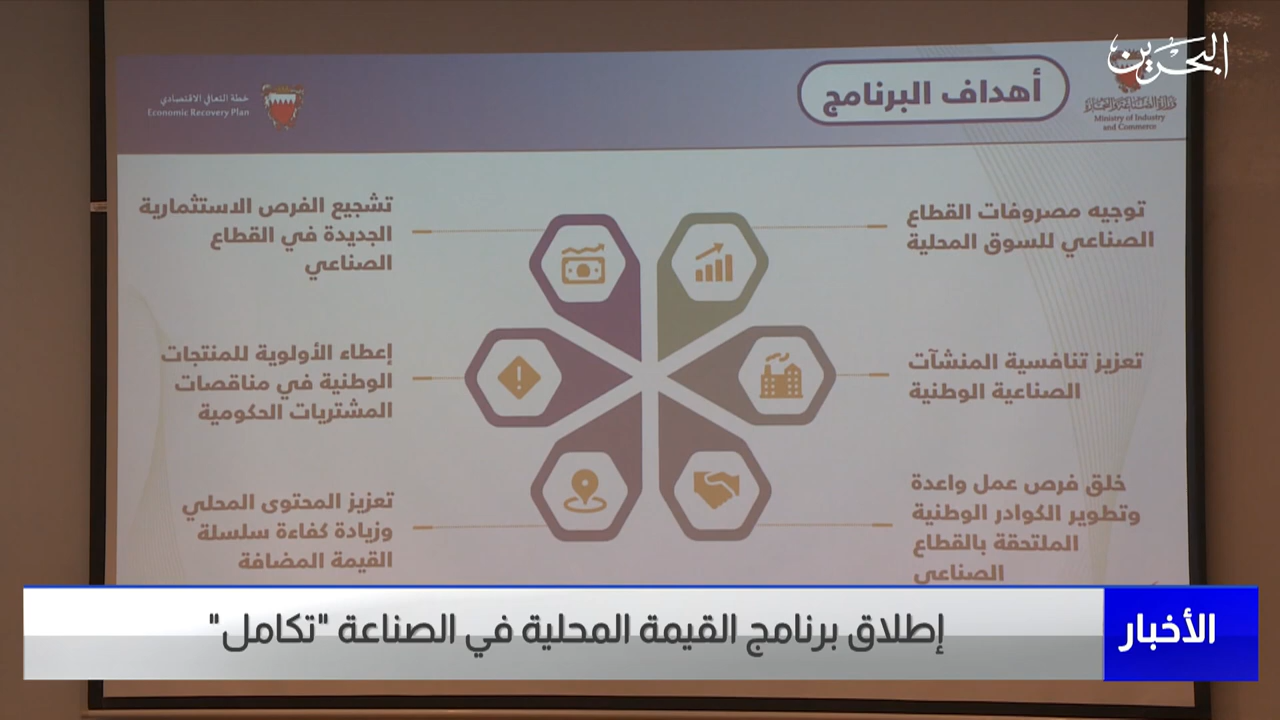 البحرين
أهداف البرنامج
Ministry of Industry
and Commerce
خطة التعافي الاقتصادي
Economic Recovery Plan
توجيه مصروفات القطاع
الصناعي للسوق المحلية
تعزيز تنافسية المنشآت
الصناعية الوطنية
خلق فرص عمل واعدة
وتطوير الكوادر الوطنية
الملتحقة بالقطاع
الصناعي
تشجيع الفرص الاستثمارية
الجديدة في القطاع
الصناعي
إعطاء الأولوية للمنتجات
الوطنية في مناقصات
المشتريات الحكومية
تعزيز المحتوى المحلي
وزيادة كفاءة سلسلة
القيمة المضافة
الأخبار
إطلاق برنامج القيمة المحلية في الصناعة "تكامل"